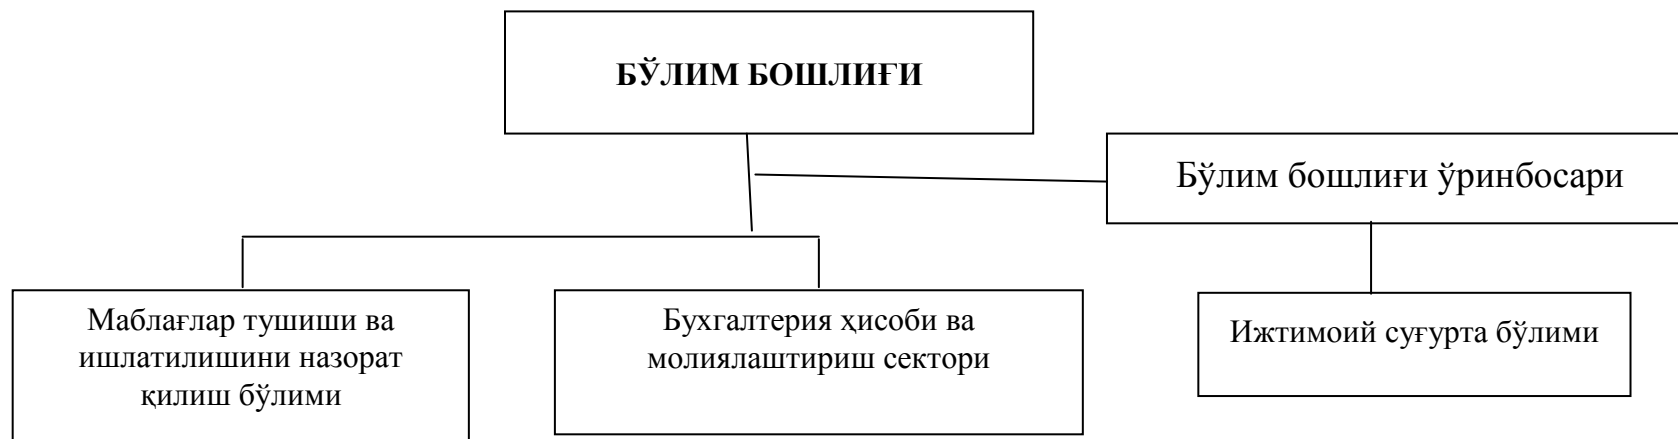 БЎЛИМ БОШЛИҒИ
Бўлим бошлиғи ўринбосари
Маблағлар тушиши ва
ишлатилишини назорат
қилиш бўлими
Бухгалтерия ҳисоби ва
молиялаштириш сектори
Ижтимоий суғурта бўлими